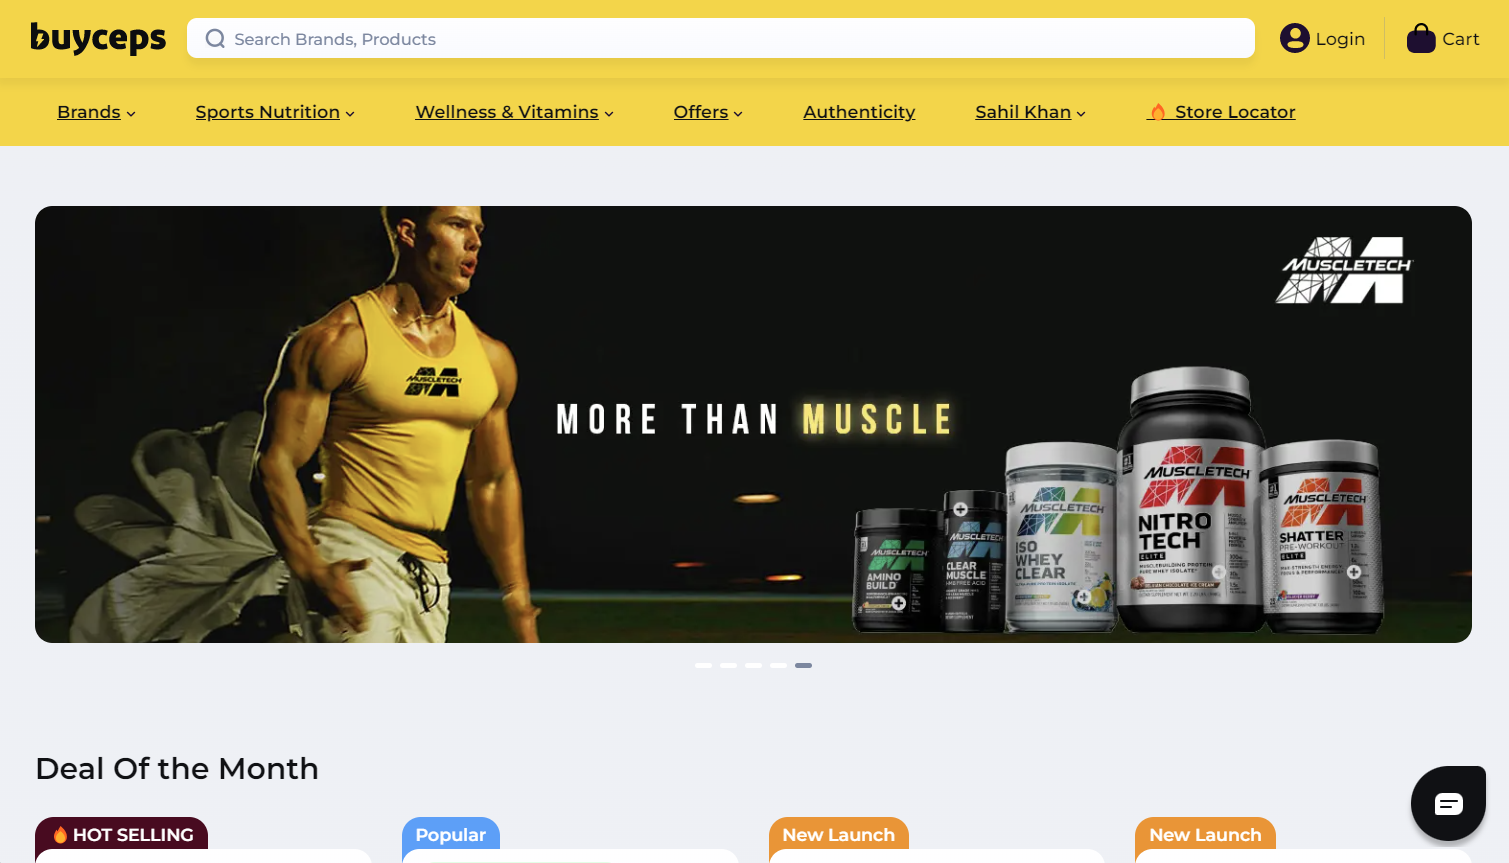 buyceps
Search Brands, Products
Login
Cart
Brands
Sports Nutrition
Wellness & Vitamins
Offers
Authenticity
Sahil Khan
Store Locator
MUSCLETECH
MUSCLETECH
MORE THAN MUSCLE
MUSCLETECH
AMINO
BUILD
MUSCLETECH
CLEAR
MUSCLE
MUSCLETECH
ISO
WHEY
CLEAR
MUSCLETECH
NITRO
TECH
ELITE
MUSCLETECH
SHATTER
PRE-WORKOUT
ELITE
Deal Of the Month
HOT SELLING
Popular
New Launch
New Launch